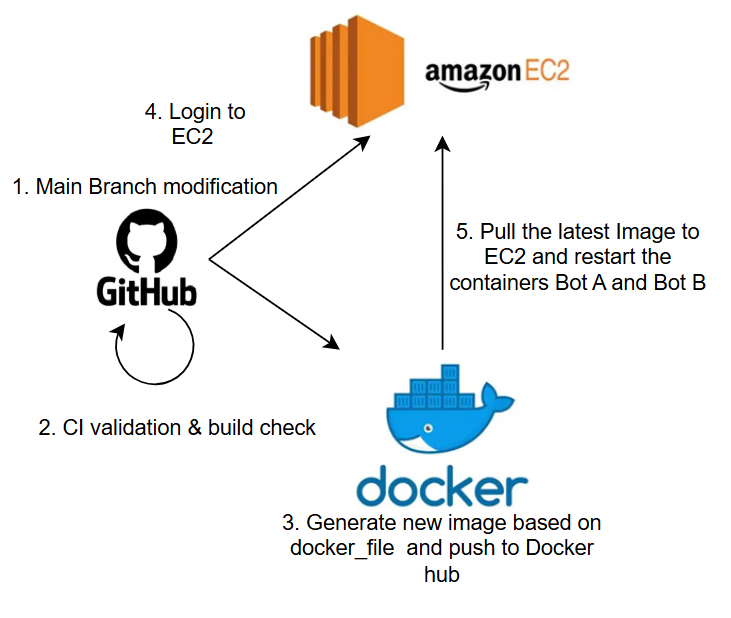 amazon EC2
4. Login to
EC2
1. Main Branch modification
GitHub
5. Pull the latest Image to
EC2 and restart the
containers Bot A and Bot B
2. CI validation & build check
docker
3. Generate new image based on
docker_file and push to Docker
hub